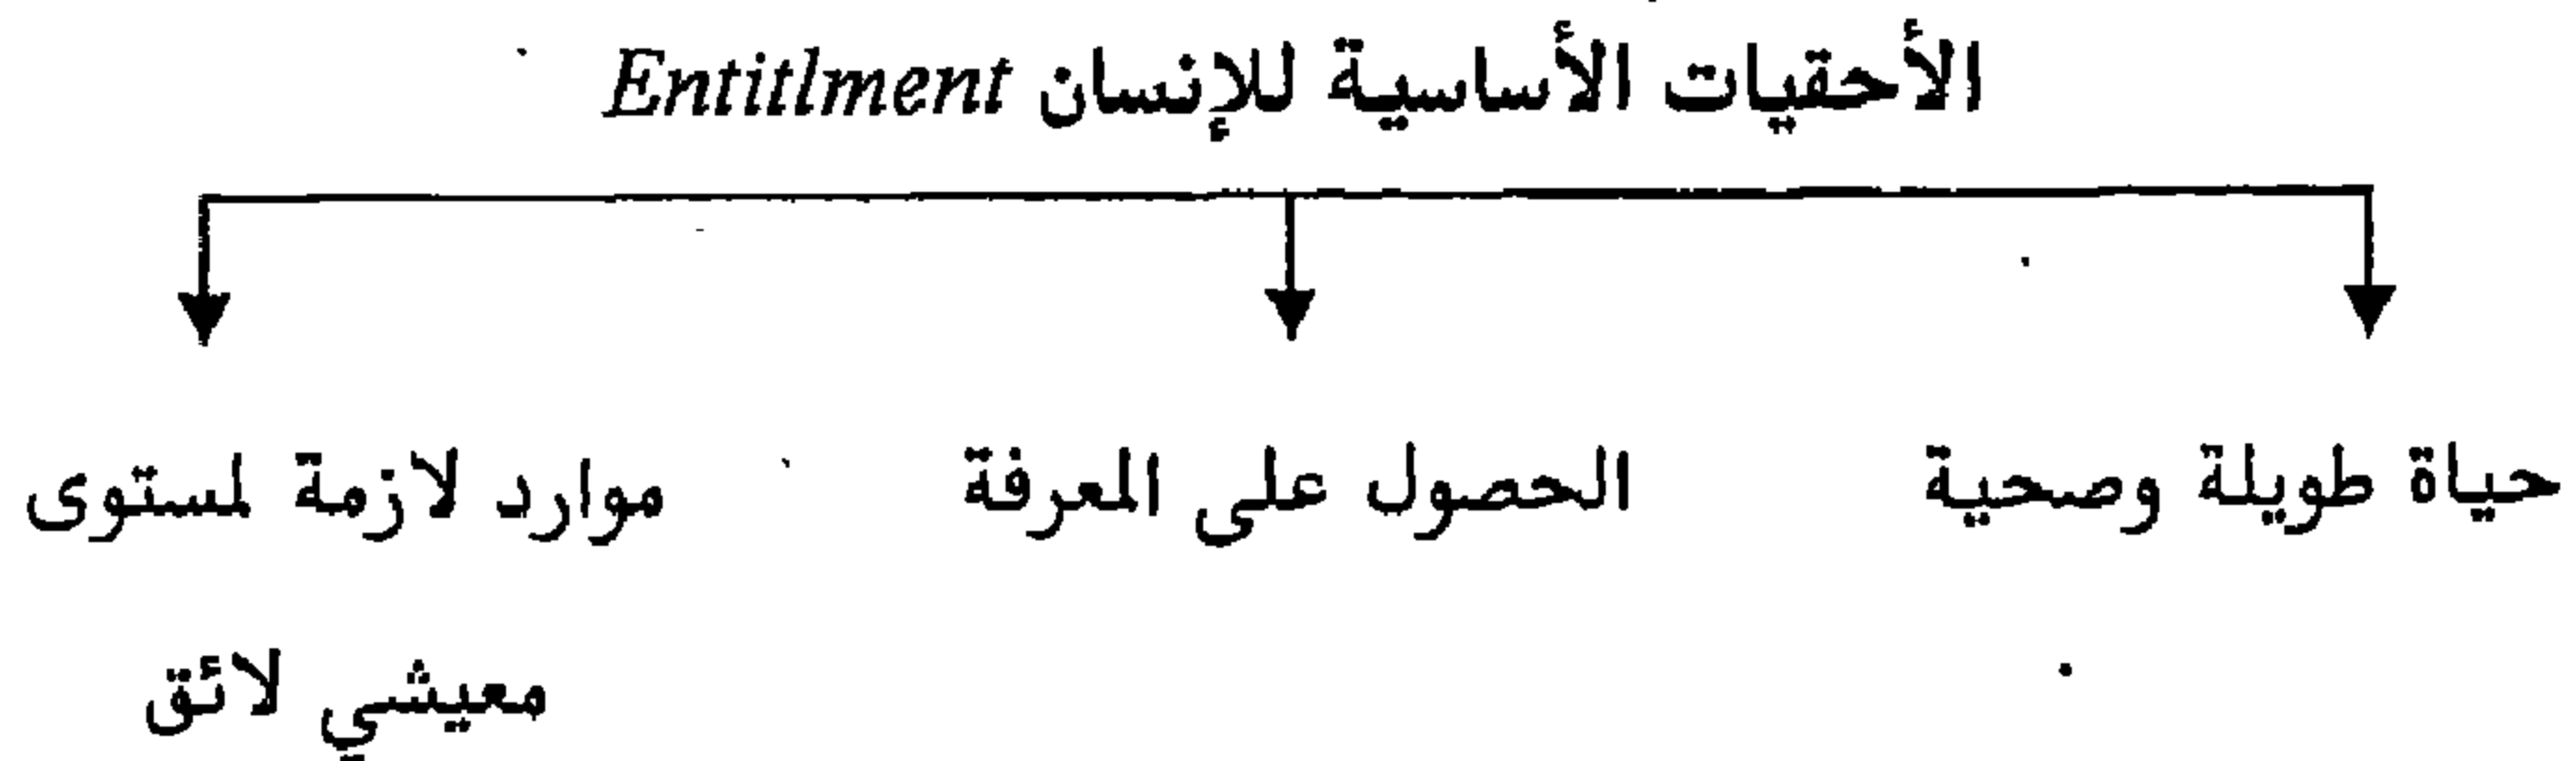 الأحقيات الأساسية للإنسان Entitlment
حياة طويلة وصحية
الحصول على المعرفة
موارد لازمة لمستوى
معيشي لائق